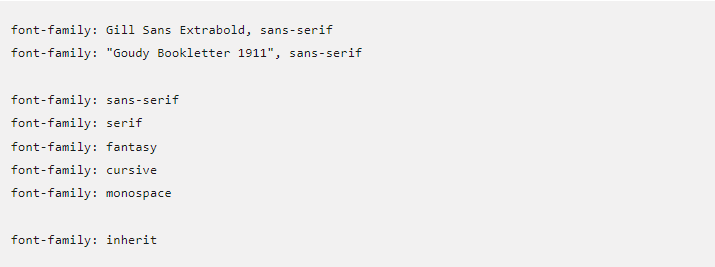 font-family: Gill Sans Extrabold, sans-serif
font-family: "Goudy Bookletter 1911", sans-serif
font-family: sans-serif
font-family: serif
font-family: fantasy
font-family: cursive
font-family: monospace
font-family: inherit